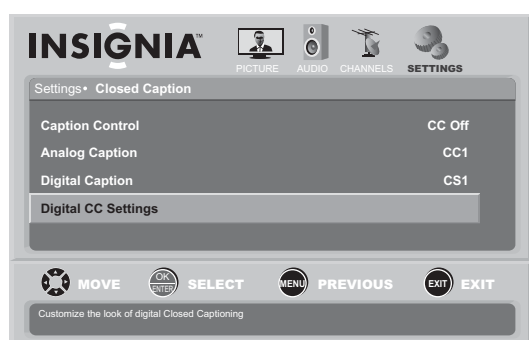 INSIGNIA™
PICTURE AUDIO CHANNELS SETTINGS
Settings• Closed Caption
Caption Control CC Off
Analog Caption CC1
Digital Caption CS1
Digital CC Settings
MOVE OK ENTER SELECT MENU PREVIOUS EXIT EXIT
Customize the look of digital Closed Captioning